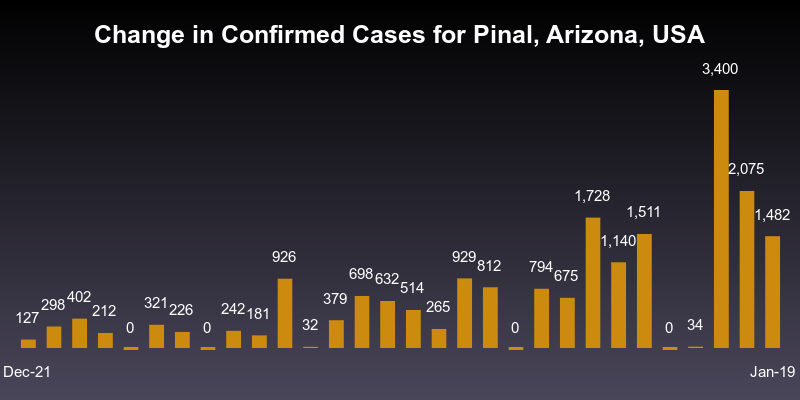 Change in Confirmed Cases for Pinal, Arizona, USA
127 298 402 212 0 321 226 0 242 181 926 32 379 698 632 514 265 929 812 0 794 675 1,728 1,140 1,511 0 34 3,400 2,075 1,482
Dec-21 Jan-19